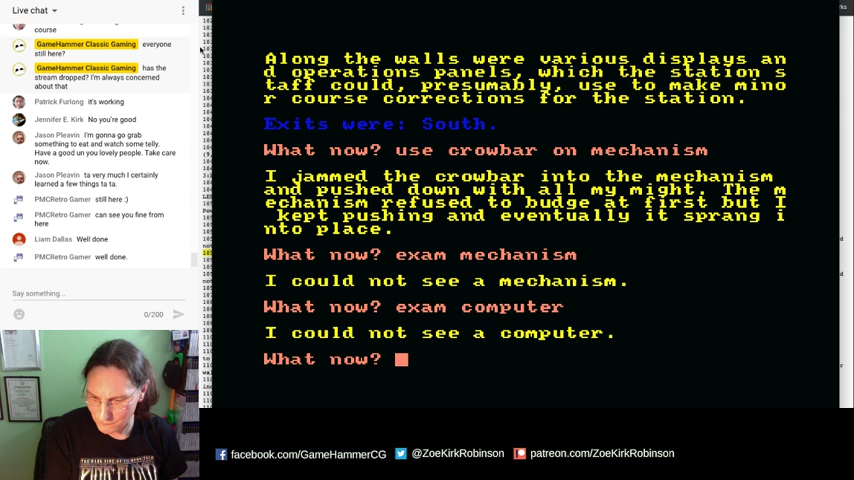 Live chat
course
GameHammer Classic Gaming everyone
still here?
GameHammer Classic Gaming has the
stream dropped? I'm always concerned
about that
Patrick Furlong it's working
Jennifer E. Kirk No you're good
Jason Pleavin I'm gonna go grab
something to eat and watch some telly.
Have a good un you lovely people. Take care
now.
Jason Pleavin ta very much I certainly
learned a few things ta ta.
PMCRetro Gamer still here :)
PMCRetro Gamer can see you fine from
here
Liam Dallas Well done
PMCRetro Gamer well done.
Say something...
0/200
Along the walls were various displays an
d operations panels, which the station s
taff could, presumably, use to make mino
r course corrections for the station.
Exits were: South.
What now? use crowbar on mechanism
I jammed the crowbar into the mechanism
and pushed down with all my might. The m
echanism refused to budge at first but I
kept pushing and eventually it sprang i
nto place.
What now? exam mechanism
I could not see a mechanism.
What now? exam computer
I could not see a computer.
What now?
facebook.com/GameHammerCG
@ZoeKirkRobinson
patreon.com/ZoeKirkRobinson